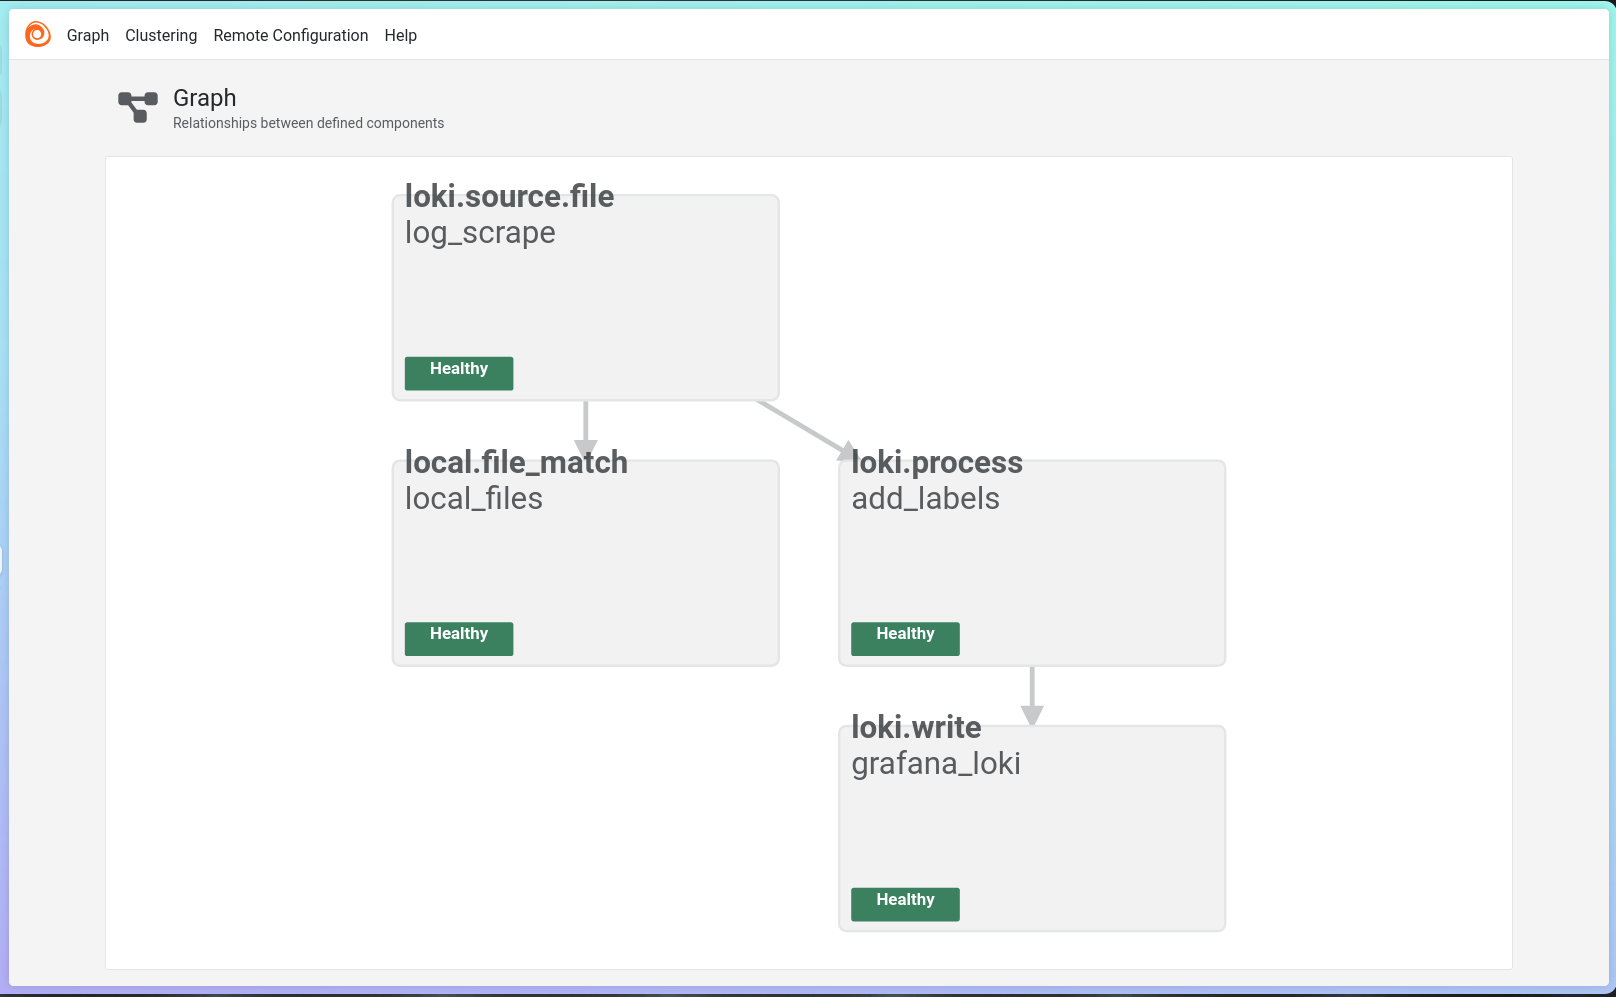 Graph Clustering Remote Configuration Help
Graph
Relationships between defined components
loki.source.file
log_scrape
Healthy
local.file_match
local_files
Healthy
loki.process
add_labels
Healthy
loki.write
grafana_loki
Healthy